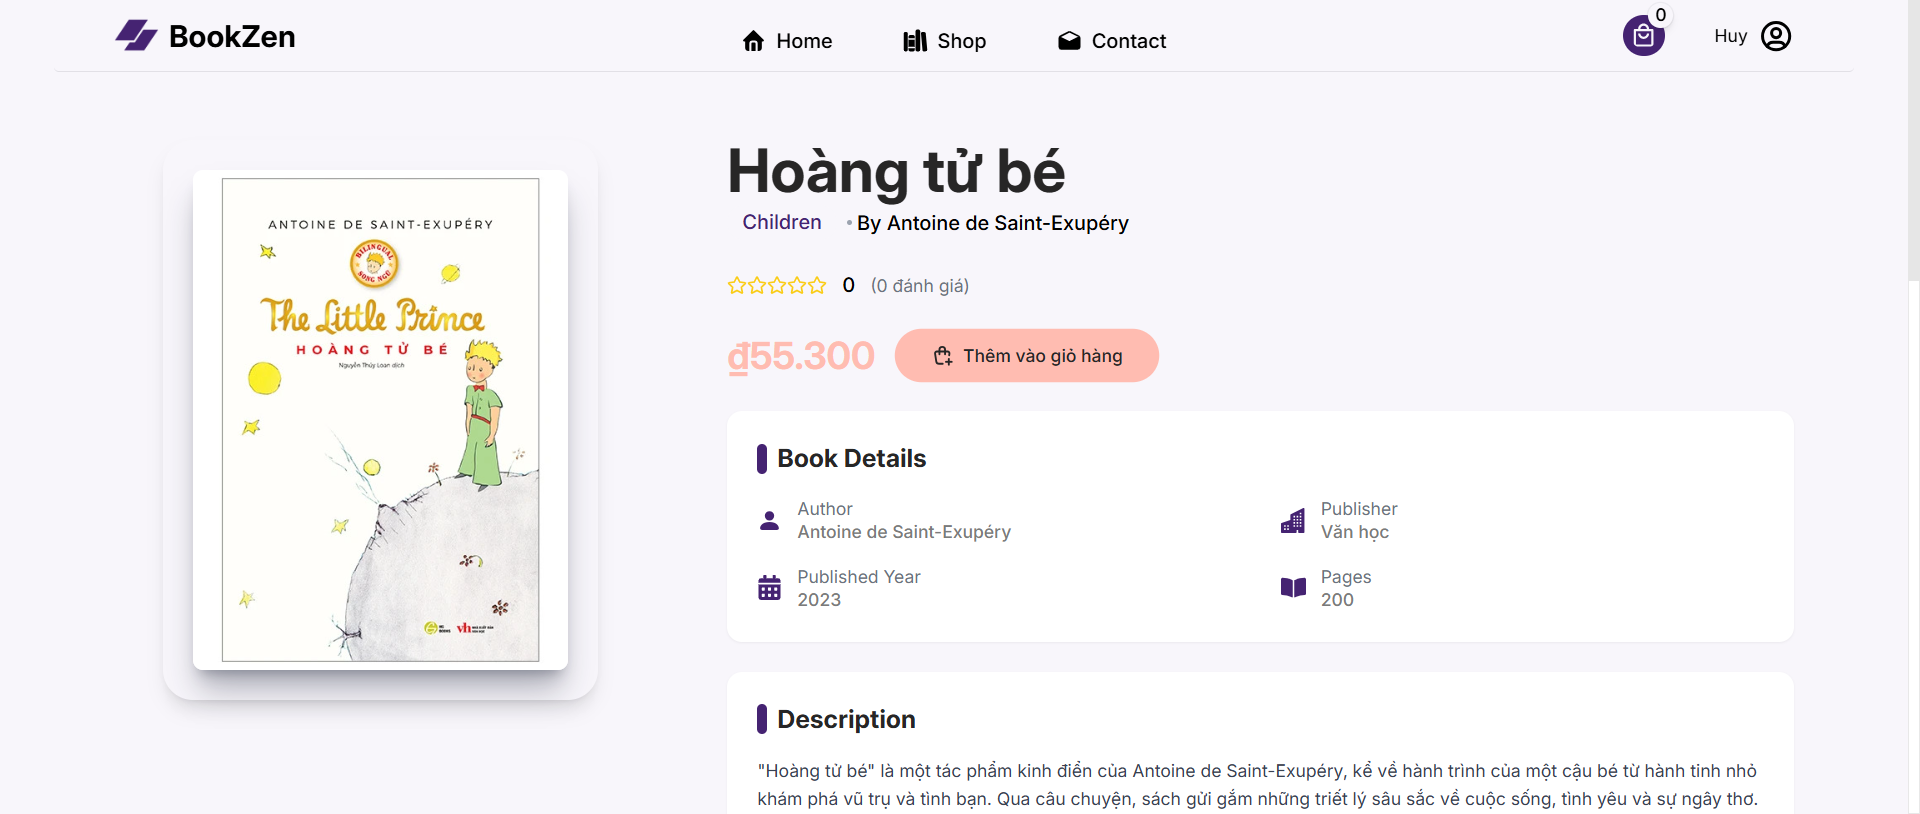 BookZen
Home
Shop
Contact
0
Huy
ANTOINE DE SAINT-EXUPÉRY
BILINGUAL
SONG NGỮ
The Little Prince
HOÀNG TỬ BÉ
Nguyễn Thúy Loan dịch
vh
Hoàng tử bé
Children
• By Antoine de Saint-Exupéry
0 (0 đánh giá)
₫55.300
Thêm vào giỏ hàng
Book Details
Author
Antoine de Saint-Exupéry
Publisher
Văn học
Published Year
2023
Pages
200
Description
"Hoàng tử bé" là một tác phẩm kinh điển của Antoine de Saint-Exupéry, kể về hành trình của một cậu bé từ hành tinh nhỏ
khám phá vũ trụ và tình bạn. Qua câu chuyện, sách gửi gắm những triết lý sâu sắc về cuộc sống, tình yêu và sự ngây thơ.